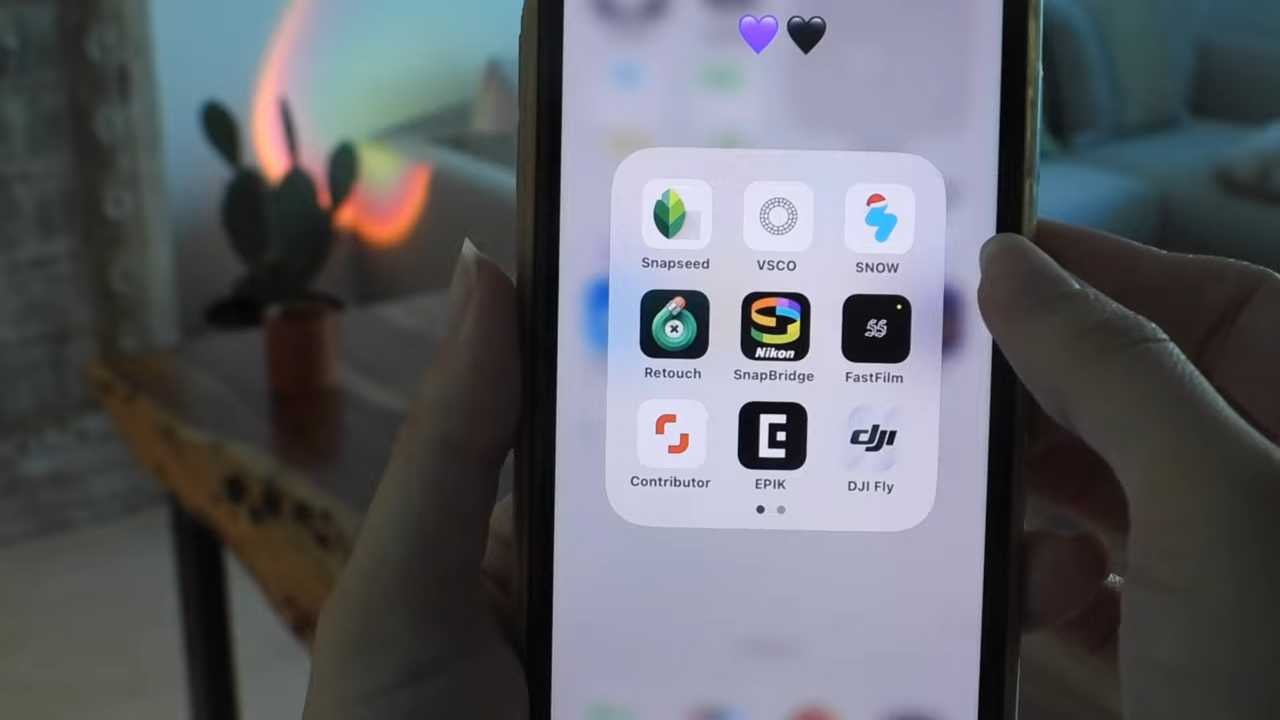 💜🖤
Snapseed VSCO SNOW
Nikon
Retouch SnapBridge FastFilm
dji
Contributor EPIK DJI Fly